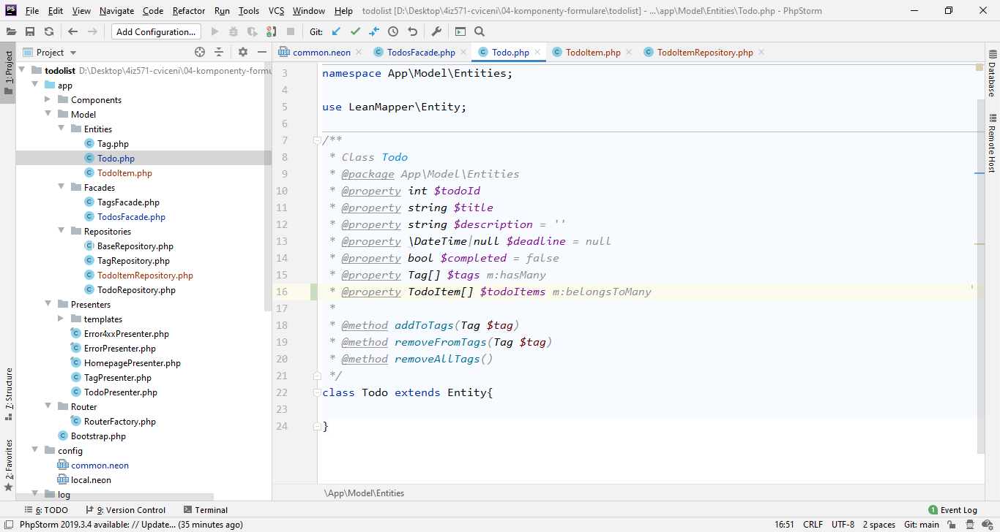 File Edit View Navigate Code Refactor Run Tools VCS Window Help todolist [D:\Desktop\4iz571-cviceni\04-komponenty-formulare\todolist] - ...\app\Model\Entities\Todo.php - PhpStorm
Add Configuration... Git:
Project
common.neon TodosFacade.php Todo.php TodoItem.php TodoItemRepository.php
1: Project
7: Structure
2: Favorites
todolist D:\Desktop\4iz571-cviceni\04-komponenty-formu
app
Components
Model
Entities
Tag.php
Todo.php
TodoItem.php
Facades
TagsFacade.php
TodosFacade.php
Repositories
BaseRepository.php
TagRepository.php
TodoItemRepository.php
TodoRepository.php
Presenters
templates
Error4xxPresenter.php
ErrorPresenter.php
HomepagePresenter.php
TagPresenter.php
TodoPresenter.php
Router
RouterFactory.php
Bootstrap.php
config
common.neon
local.neon
log
3 namespace App\Model\Entities;
4
5 use LeanMapper\Entity;
6
7 /**
8 * Class Todo
9 * @package App\Model\Entities
10 * @property int $todoId
11 * @property string $title
12 * @property string $description = ''
13 * @property \DateTime|null $deadline = null
14 * @property bool $completed = false
15 * @property Tag[] $tags m:hasMany
16 * @property TodoItem[] $todoItems m:belongsToMany
17 *
18 * @method addToTags(Tag $tag)
19 * @method removeFromTags(Tag $tag)
20 * @method removeAllTags()
21 */
22 class Todo extends Entity{
23
24 }
\App\Model\Entities
Database
Remote Host
6: TODO 9: Version Control Terminal 1 Event Log
PhpStorm 2019.3.4 available: // Update... (35 minutes ago) 16:51 CRLF UTF-8 2 spaces Git: main